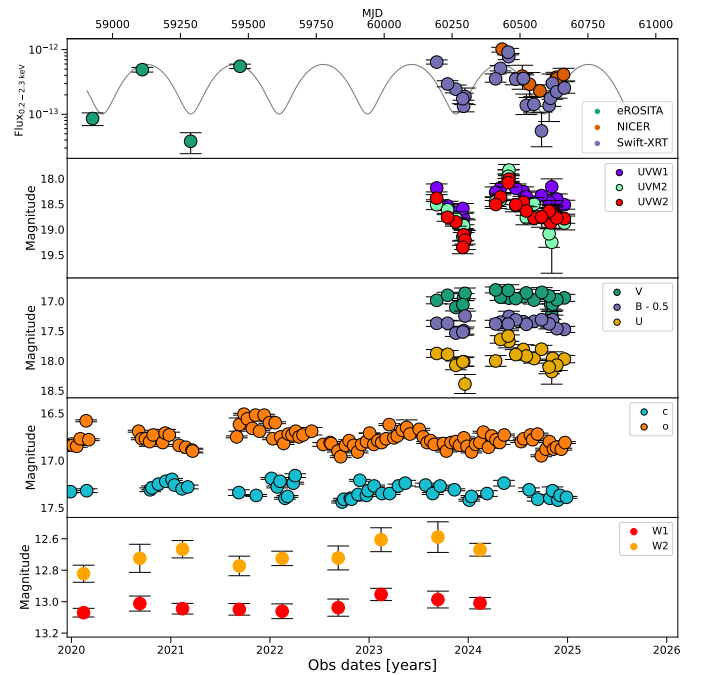 MJD
59000 59250 59500 59750 60000 60250 60500 60750 61000
Flux0.2−2.3 keV
10−12
10−13
eROSITA
NICER
Swift-XRT
Magnitude
18.0
18.5
19.0
19.5
UVW1
UVM2
UVW2
Magnitude
17.0
17.5
18.0
18.5
V
B - 0.5
U
Magnitude
16.5
17.0
17.5
c
o
Magnitude
12.6
12.8
13.0
13.2
W1
W2
2020 2021 2022 2023 2024 2025 2026
Obs dates [years]